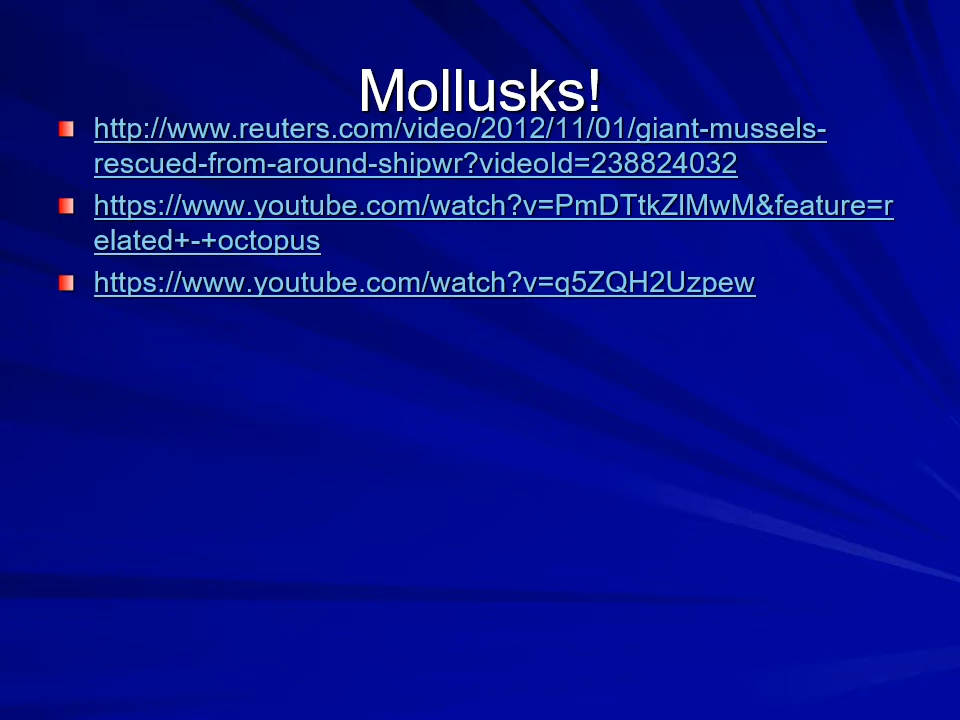 Mollusks!
http://www.reuters.com/video/2012/11/01/giant-mussels-
rescued-from-around-shipwr?videoId=238824032
https://www.youtube.com/watch?v=PmDTtkZlMwM&feature=r
elated+-+octopus
https://www.youtube.com/watch?v=q5ZQH2Uzpew